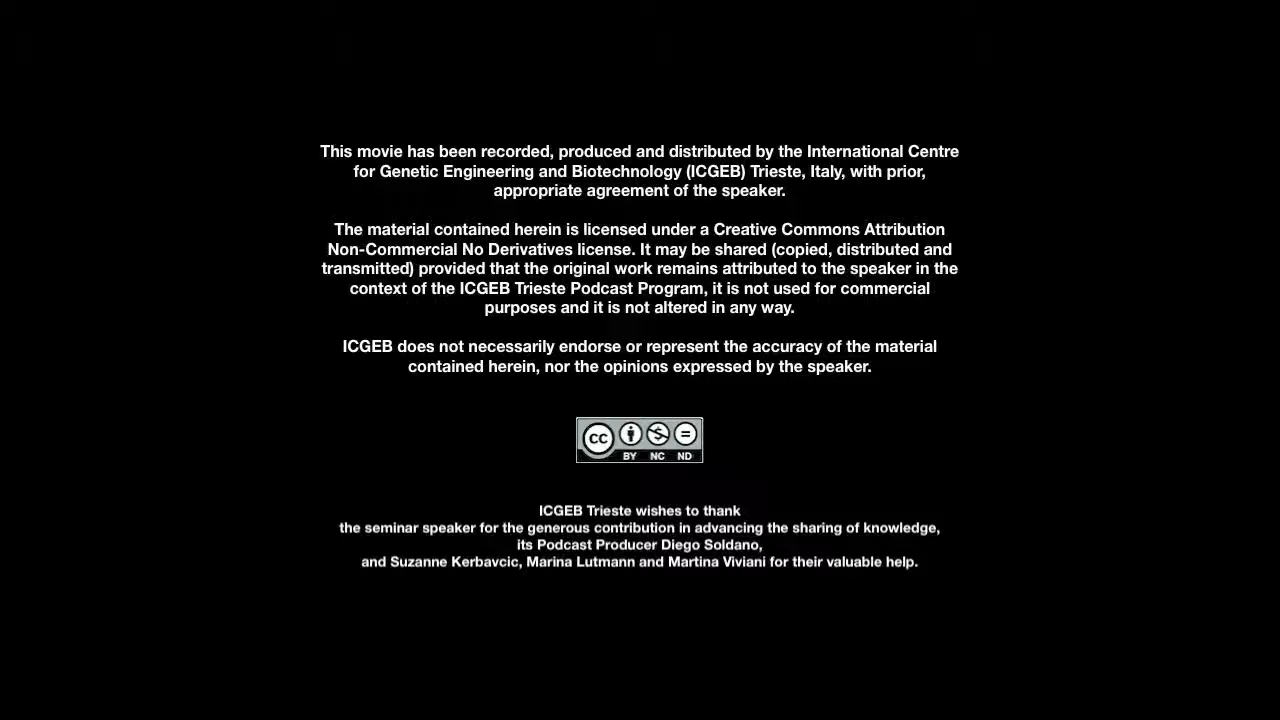 This movie has been recorded, produced and distributed by the International Centre
for Genetic Engineering and Biotechnology (ICGEB) Trieste, Italy, with prior,
appropriate agreement of the speaker.
The material contained herein is licensed under a Creative Commons Attribution
Non-Commercial No Derivatives license. It may be shared (copied, distributed and
transmitted) provided that the original work remains attributed to the speaker in the
context of the ICGEB Trieste Podcast Program, it is not used for commercial
purposes and it is not altered in any way.
ICGEB does not necessarily endorse or represent the accuracy of the material
contained herein, nor the opinions expressed by the speaker.
CC
BY NC ND
ICGEB Trieste wishes to thank
the seminar speaker for the generous contribution in advancing the sharing of knowledge,
its Podcast Producer Diego Soldano,
and Suzanne Kerbavcic, Marina Lutmann and Martina Viviani for their valuable help.